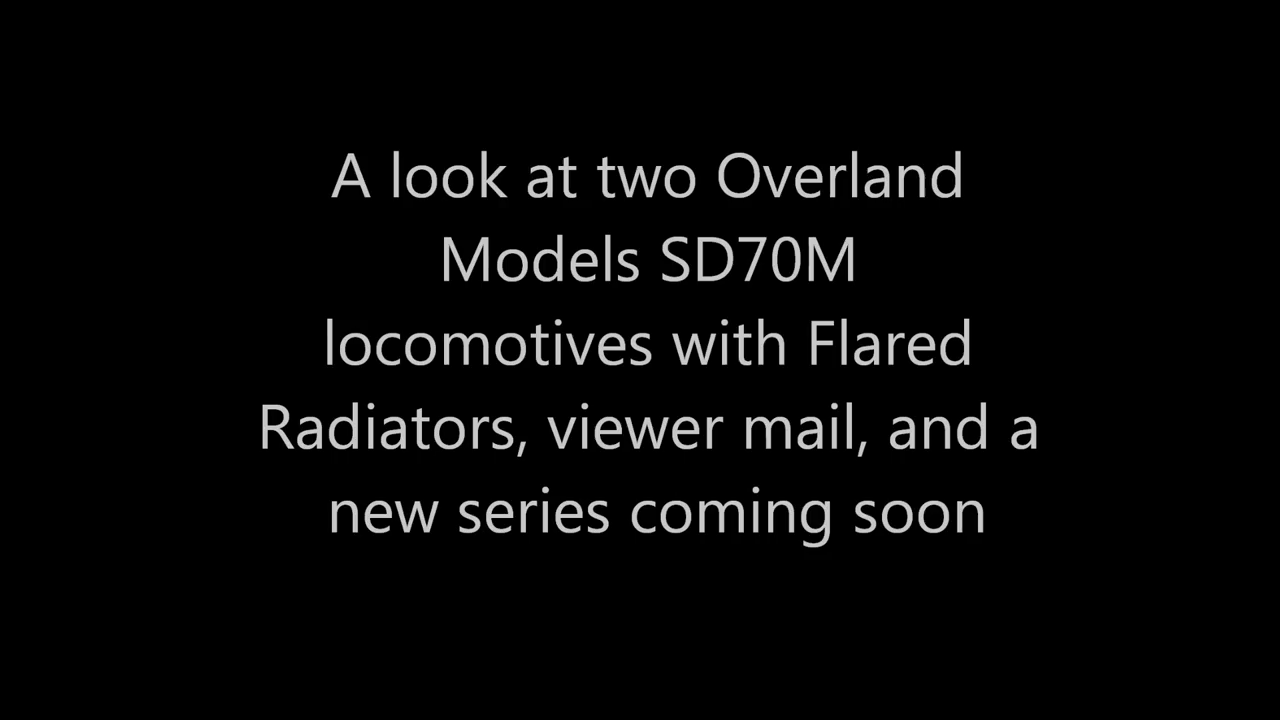 A look at two Overland
Models SD70M
locomotives with Flared
Radiators, viewer mail, and a
new series coming soon